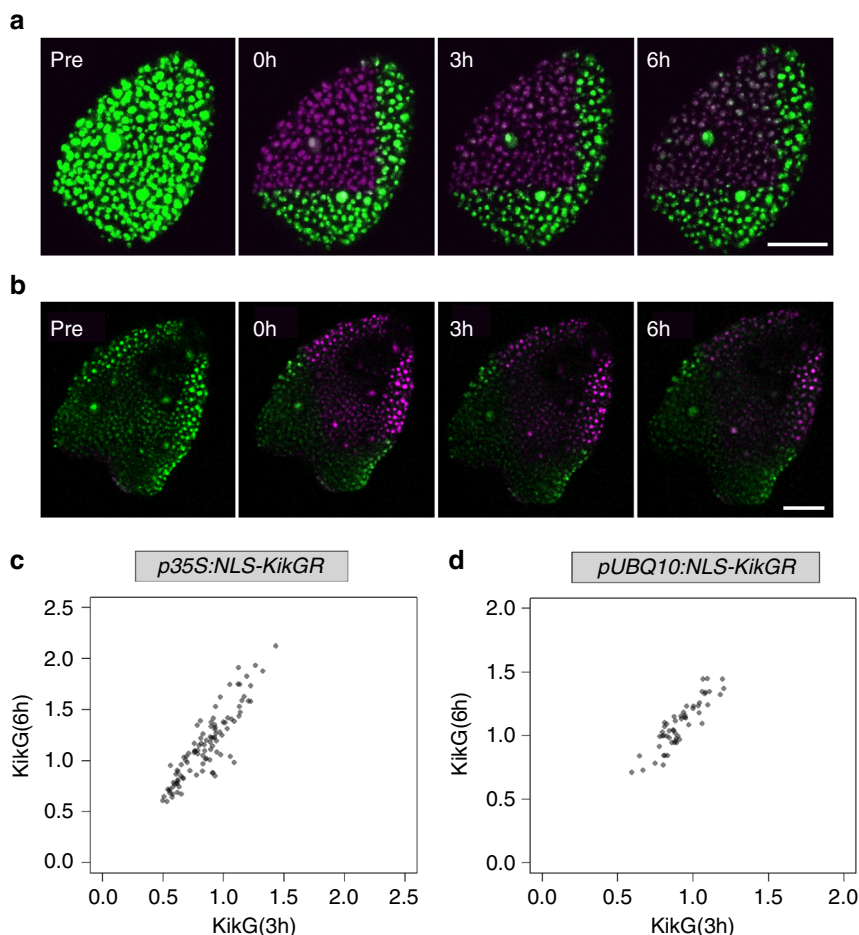 a
Pre 0h 3h 6h
b
Pre 0h 3h 6h
c p35S:NLS-KikGR
2.5
2.0
1.5
1.0
0.5
0.0
KikG(6h)
0.0 0.5 1.0 1.5 2.0 2.5
KikG(3h)
d pUBQ10:NLS-KikGR
2.0
1.5
1.0
0.5
0.0
KikG(6h)
0.0 0.5 1.0 1.5 2.0
KikG(3h)